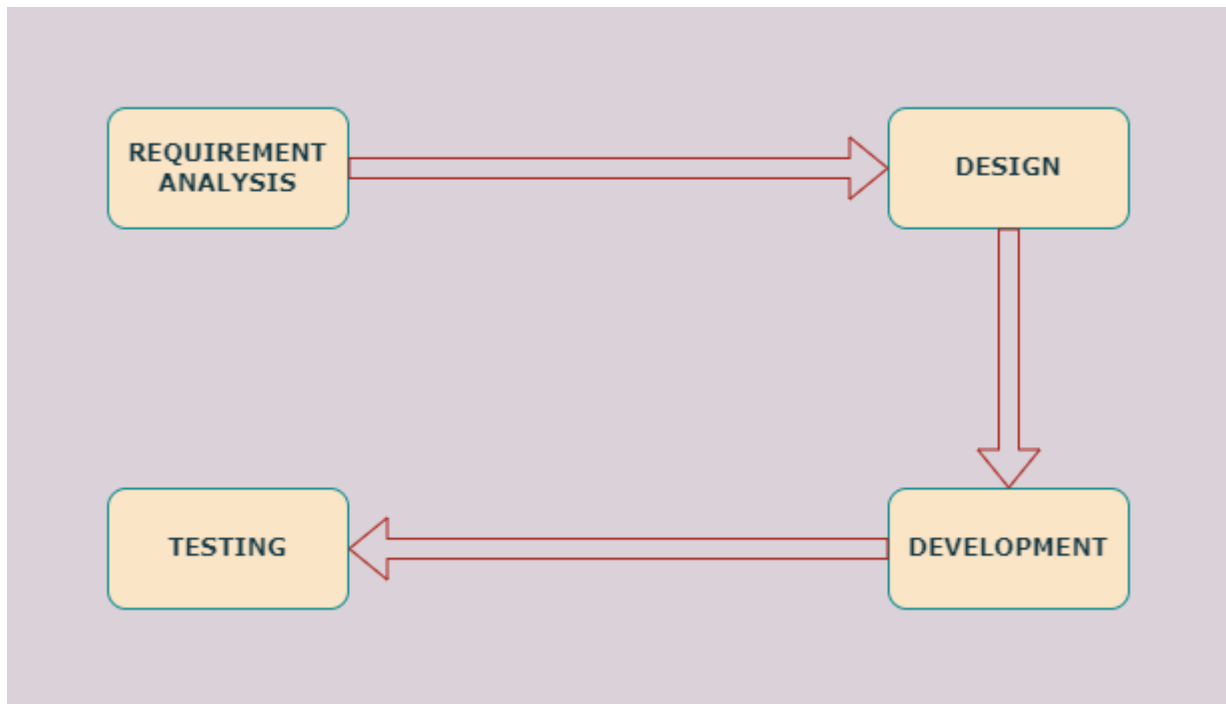 REQUIREMENT
ANALYSIS
DESIGN
TESTING
DEVELOPMENT